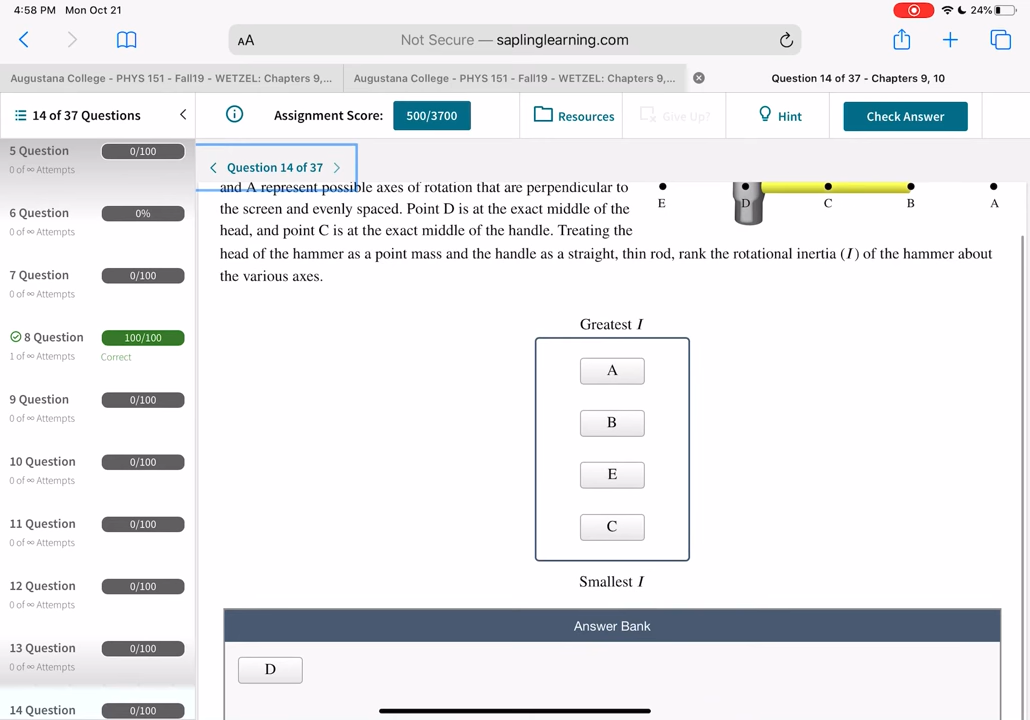 4:58 PM Mon Oct 21
24%
AA
Not Secure — saplinglearning.com
Augustana College - PHYS 151 - Fall19 - WETZEL: Chapters 9,...
Augustana College - PHYS 151 - Fall19 - WETZEL: Chapters 9,...
Question 14 of 37 - Chapters 9, 10
14 of 37 Questions
Assignment Score:
500/3700
Resources
Give Up?
Hint
Check Answer
5 Question
0/100
0 of ∞ Attempts
6 Question
0%
0 of ∞ Attempts
7 Question
0/100
0 of ∞ Attempts
8 Question
100/100
1 of ∞ Attempts
Correct
9 Question
0/100
0 of ∞ Attempts
10 Question
0/100
0 of ∞ Attempts
11 Question
0/100
0 of ∞ Attempts
12 Question
0/100
0 of ∞ Attempts
13 Question
0/100
0 of ∞ Attempts
14 Question
0/100
Question 14 of 37
and A represent possible axes of rotation that are perpendicular to
the screen and evenly spaced. Point D is at the exact middle of the
head, and point C is at the exact middle of the handle. Treating the
head of the hammer as a point mass and the handle as a straight, thin rod, rank the rotational inertia (I) of the hammer about
the various axes.
E
D
C
B
A
Greatest I
A
B
E
C
Smallest I
Answer Bank
D